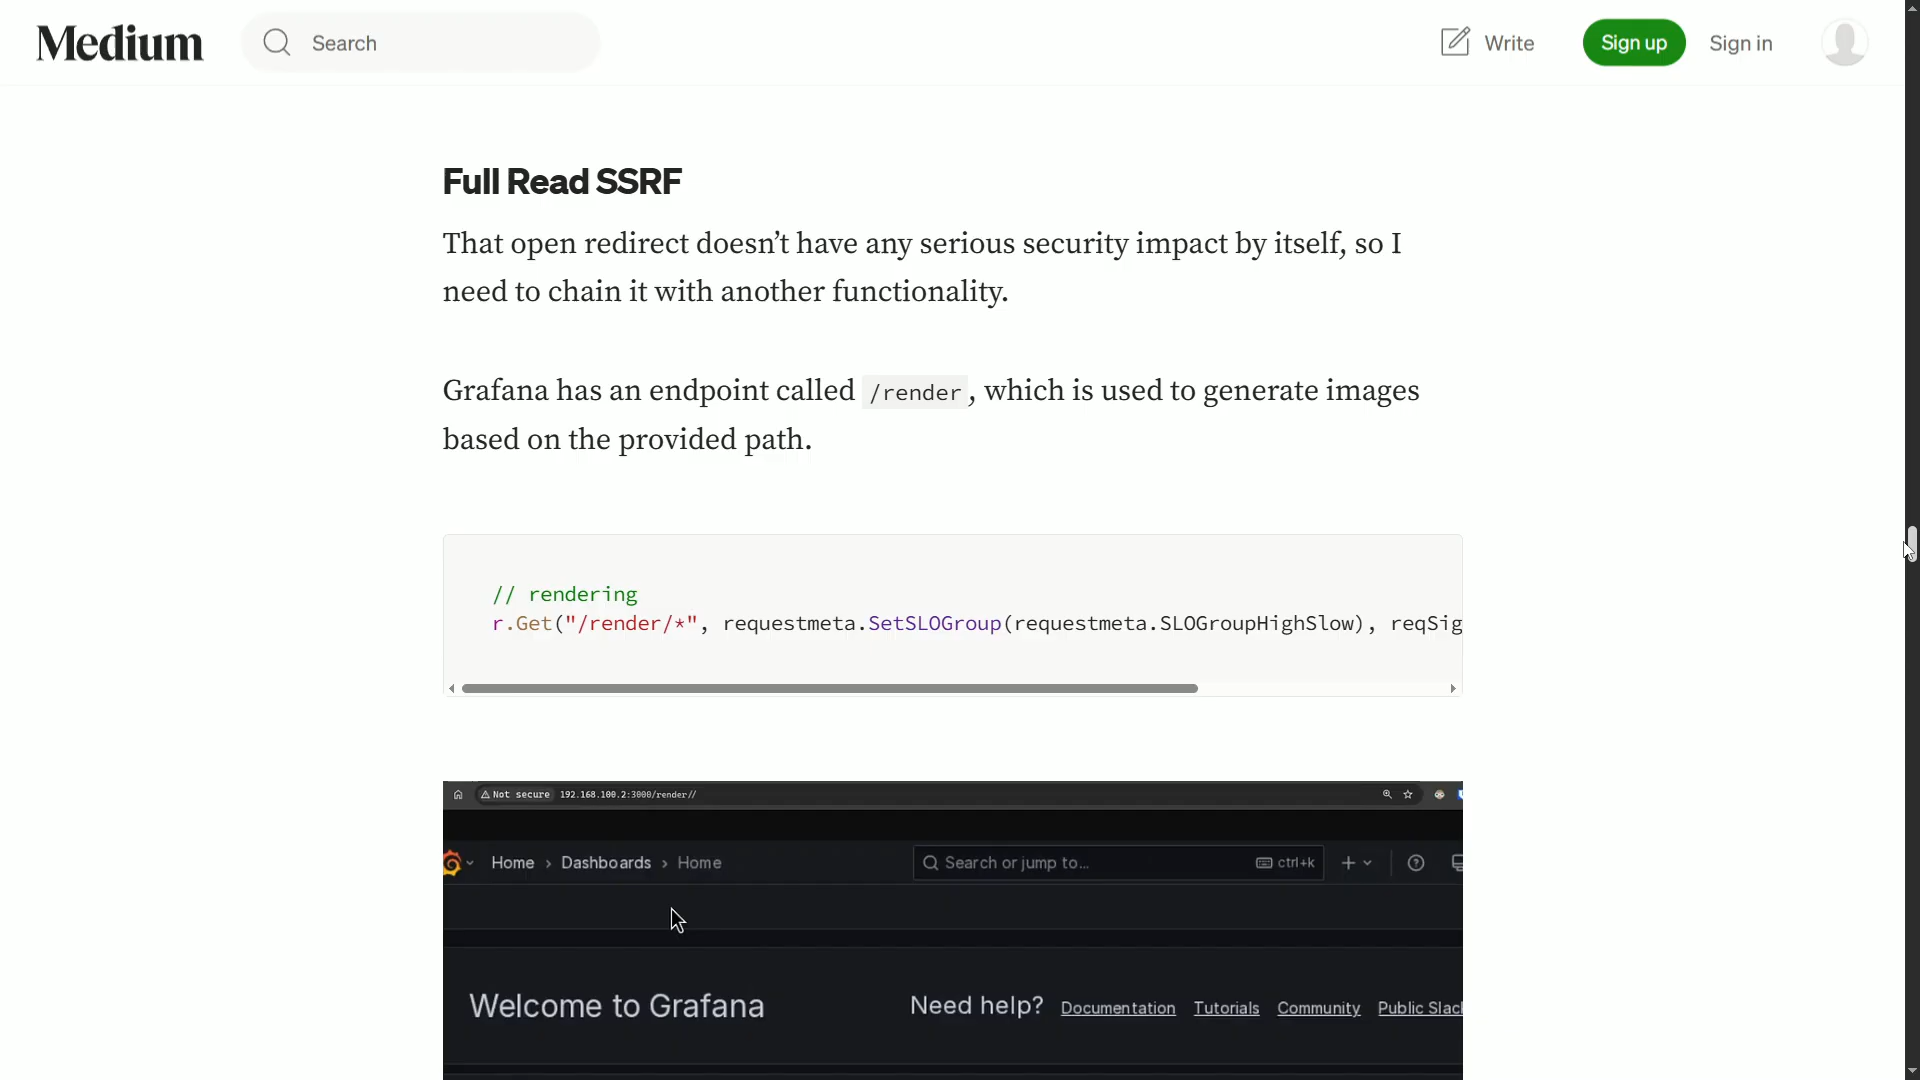 Medium
Search
Write
Sign up
Sign in
Full Read SSRF
That open redirect doesn’t have any serious security impact by itself, so I
need to chain it with another functionality.
Grafana has an endpoint called /render, which is used to generate images
based on the provided path.
// rendering
r.Get("/render/*", requestmeta.SetSLOGroup(requestmeta.SLOGroupHighSlow), reqSig
Not secure 192.168.100.2:3000/render//
Home › Dashboards › Home
Search or jump to...
ctrl+k
Welcome to Grafana
Need help? Documentation Tutorials Community Public Slac